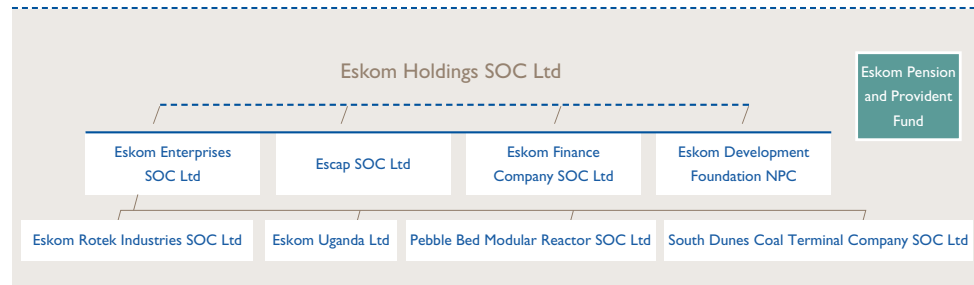 Eskom Holdings SOC Ltd
Eskom Pension
and Provident
Fund
Eskom Enterprises
SOC Ltd
Escap SOC Ltd
Eskom Finance
Company SOC Ltd
Eskom Development
Foundation NPC
Eskom Rotek Industries SOC Ltd
Eskom Uganda Ltd
Pebble Bed Modular Reactor SOC Ltd
South Dunes Coal Terminal Company SOC Ltd